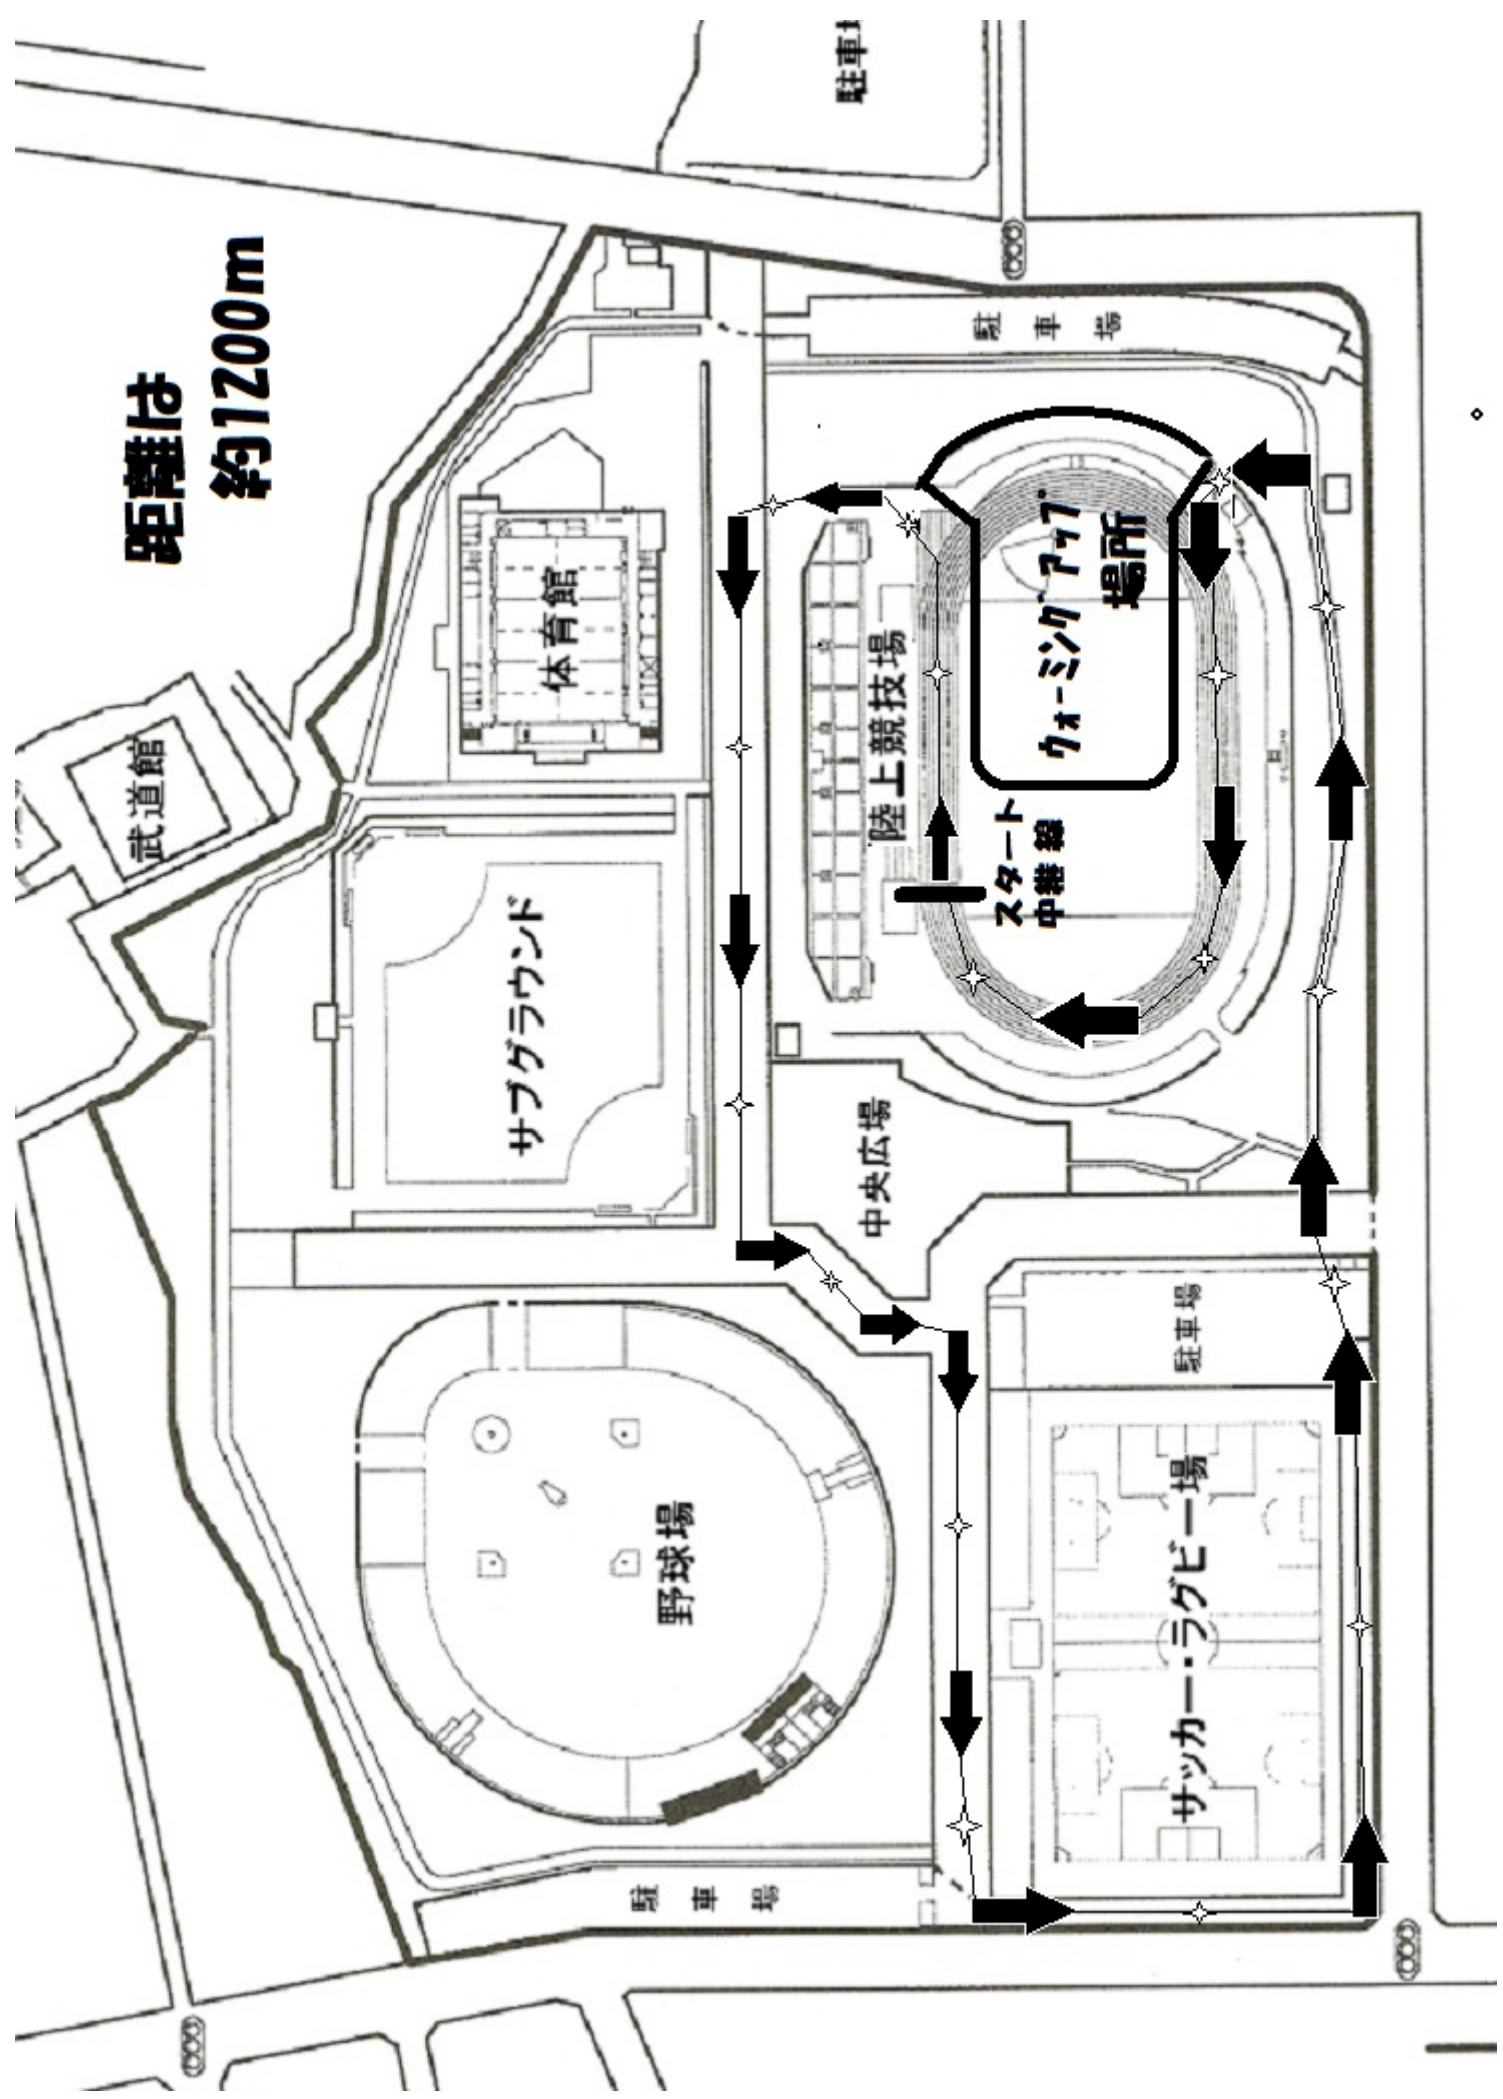 距離は
約1200m
武道館
体育館
サブグラウンド
野球場
駐車場
駐車場
駐車場
陸上競技場
中央広場
スタート
中継線
ウォーミングアップ
場所
駐車場
サッカー・ラグビー場